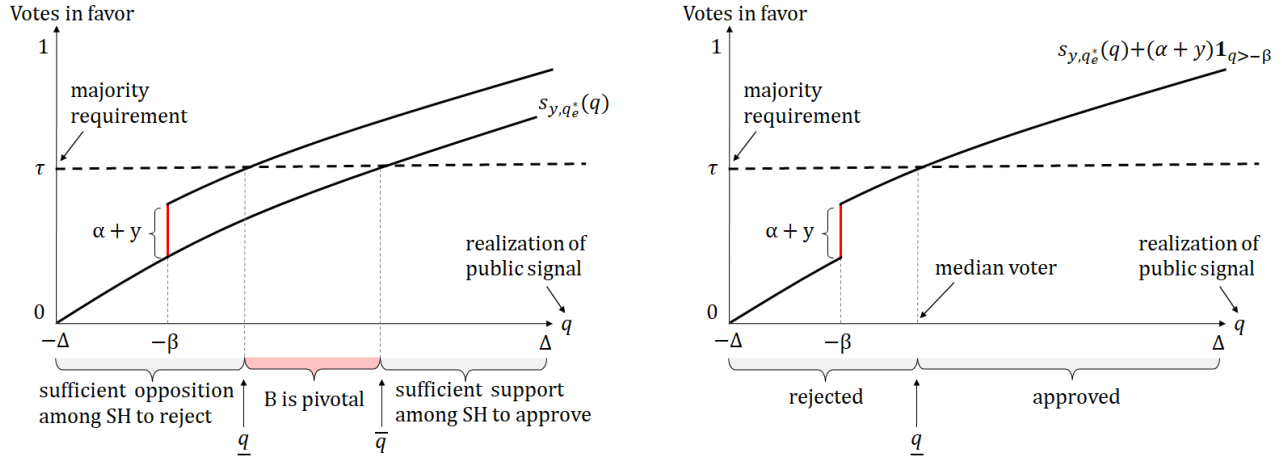 Votes in favor
1
majority
requirement
s_{y,q_e^*}(q)
τ
α + y
realization of
public signal
0
q
−Δ
−β
Δ
sufficient opposition
among SH to reject
B is pivotal
sufficient support
among SH to approve
q
q̅
Votes in favor
1
s_{y,q_e^*}(q)+(α + y)1_{q>−β}
majority
requirement
τ
α + y
realization of
public signal
median voter
0
q
−Δ
−β
Δ
rejected
approved
q